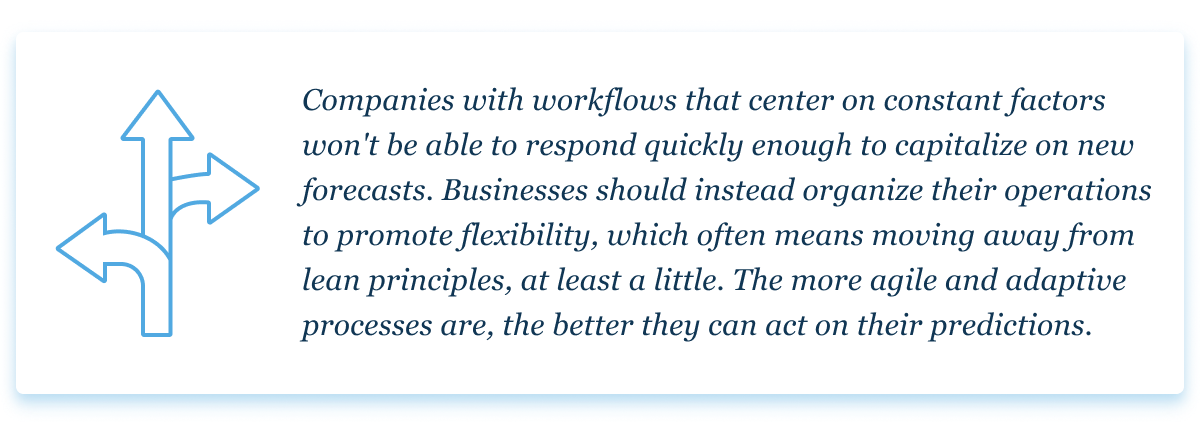 Companies with workflows that center on constant factors
won't be able to respond quickly enough to capitalize on new
forecasts. Businesses should instead organize their operations
to promote flexibility, which often means moving away from
lean principles, at least a little. The more agile and adaptive
processes are, the better they can act on their predictions.